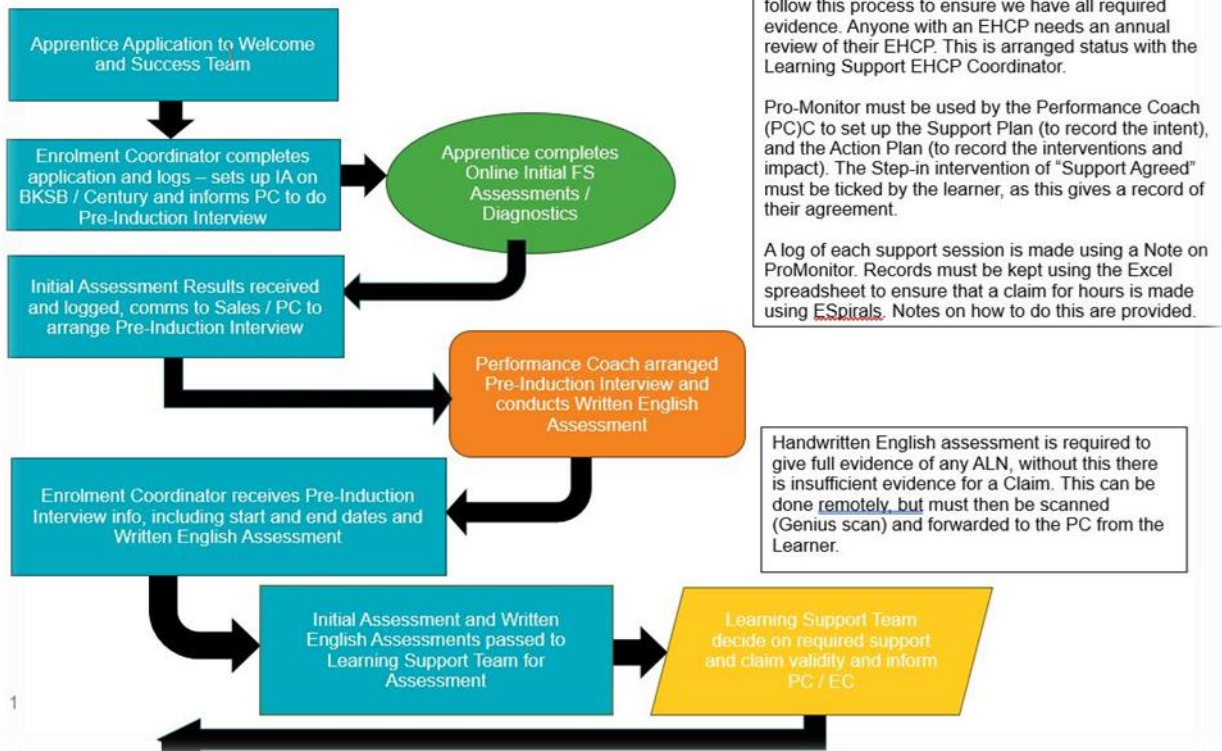 Apprentice Application to Welcome
and Success Team
Enrolment Coordinator completes
application and logs – sets up IA on
BKSB / Century and informs PC to do
Pre-Induction Interview
Apprentice completes
Online Initial FS
Assessments /
Diagnostics
Initial Assessment Results received
and logged, comms to Sales / PC to
arrange Pre-Induction Interview
Performance Coach arranged
Pre-Induction Interview and
conducts Written English
Assessment
Enrolment Coordinator receives Pre-Induction
Interview info, including start and end dates and
Written English Assessment
Initial Assessment and Written
English Assessments passed to
Learning Support Team for
Assessment
Learning Support Team
decide on required support
and claim validity and inform
PC / EC
1
follow this process to ensure we have all required
evidence. Anyone with an EHCP needs an annual
review of their EHCP. This is arranged status with the
Learning Support EHCP Coordinator.
Pro-Monitor must be used by the Performance Coach
(PC)C to set up the Support Plan (to record the intent),
and the Action Plan (to record the interventions and
impact). The Step-in intervention of “Support Agreed”
must be ticked by the learner, as this gives a record of
their agreement.
A log of each support session is made using a Note on
ProMonitor. Records must be kept using the Excel
spreadsheet to ensure that a claim for hours is made
using ESpirals. Notes on how to do this are provided.
Handwritten English assessment is required to
give full evidence of any ALN, without this there
is insufficient evidence for a Claim. This can be
done remotely, but must then be scanned
(Genius scan) and forwarded to the PC from the
Learner.